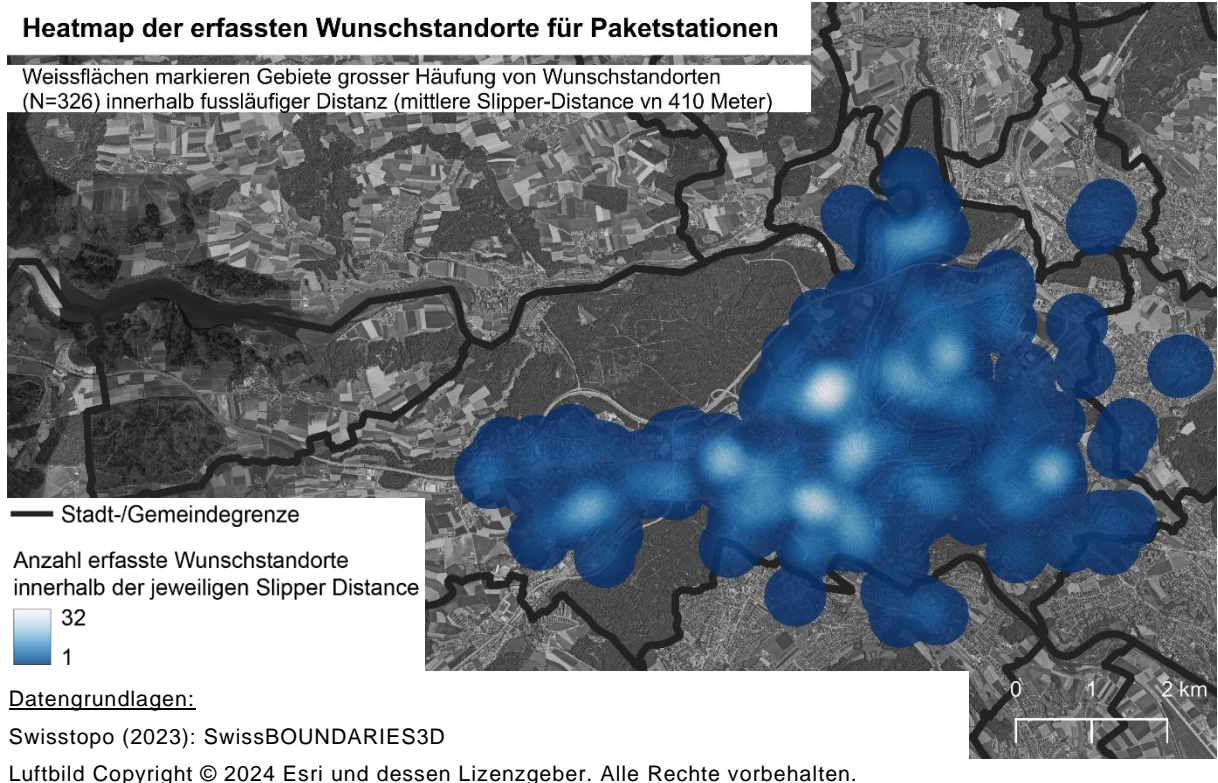 Heatmap der erfassten Wunschstandorte für Paketstationen
Weissflächen markieren Gebiete grosser Häufung von Wunschstandorten
(N=326) innerhalb fussläufiger Distanz (mittlere Slipper-Distance vn 410 Meter)
Stadt-/Gemeindegrenze
Anzahl erfasste Wunschstandorte
innerhalb der jeweiligen Slipper Distance
32
1
0 1 2 km
Datengrundlagen:
Swisstopo (2023): SwissBOUNDARIES3D
Luftbild Copyright © 2024 Esri und dessen Lizenzgeber. Alle Rechte vorbehalten.